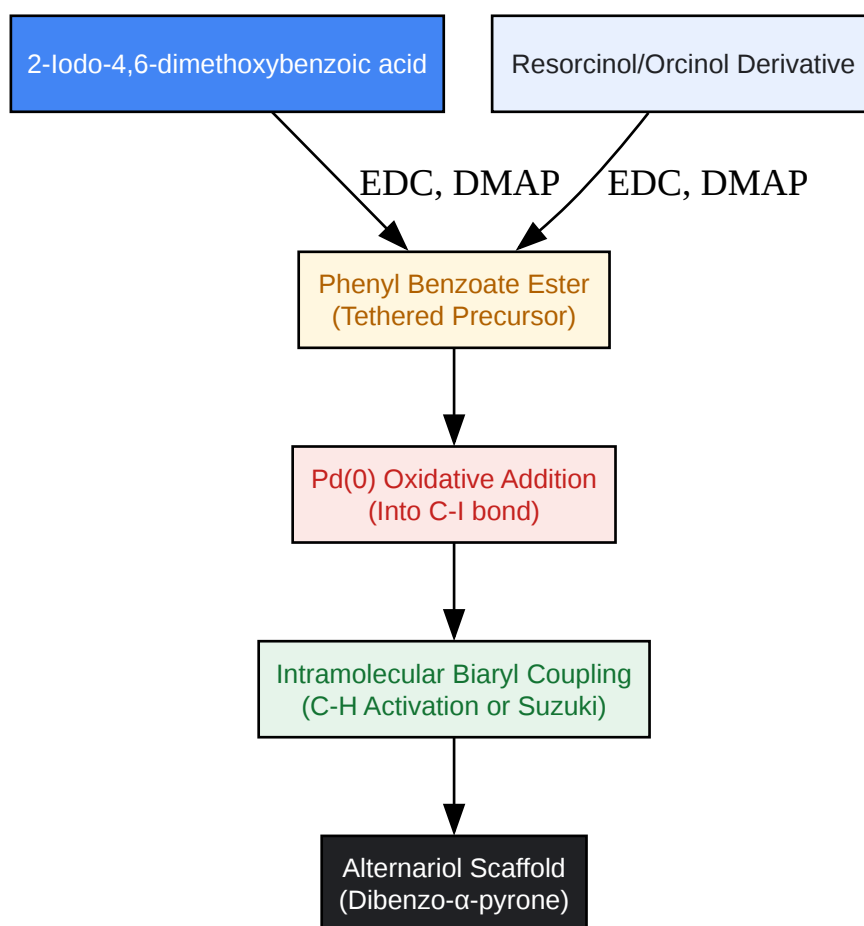 2-Iodo-4,6-dimethoxybenzoic acid
Resorcinol/Orcinol Derivative
EDC, DMAP
EDC, DMAP
Phenyl Benzoate Ester
(Tethered Precursor)
Pd(0) Oxidative Addition
(Into C-I bond)
Intramolecular Biaryl Coupling
(C-H Activation or Suzuki)
Alternariol Scaffold
(Dibenzo-α-pyrone)